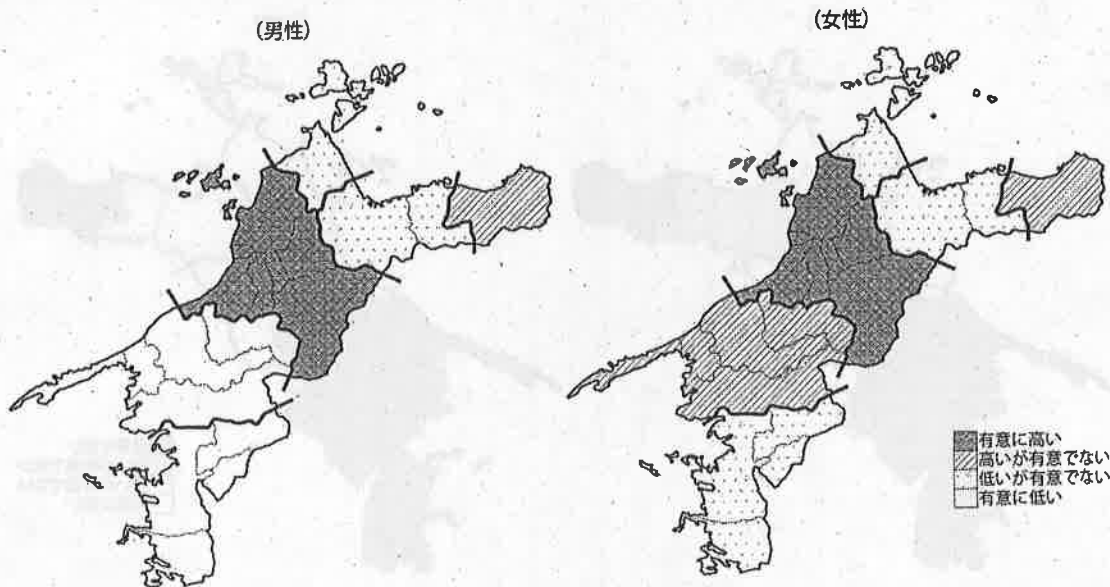 (男性)
(女性)
有意に高い
高いが有意でない
低いが有意でない
有意に低い